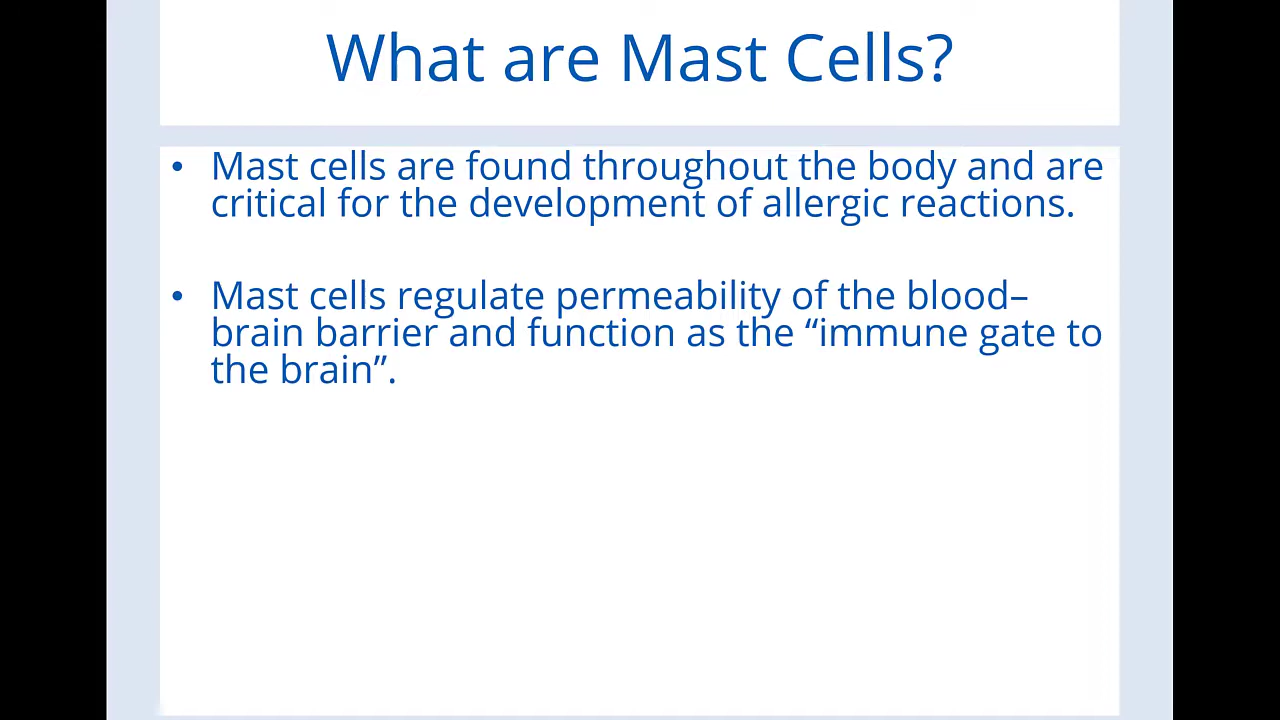 What are Mast Cells?
• Mast cells are found throughout the body and are
critical for the development of allergic reactions.
• Mast cells regulate permeability of the blood–
brain barrier and function as the “immune gate to
the brain”.